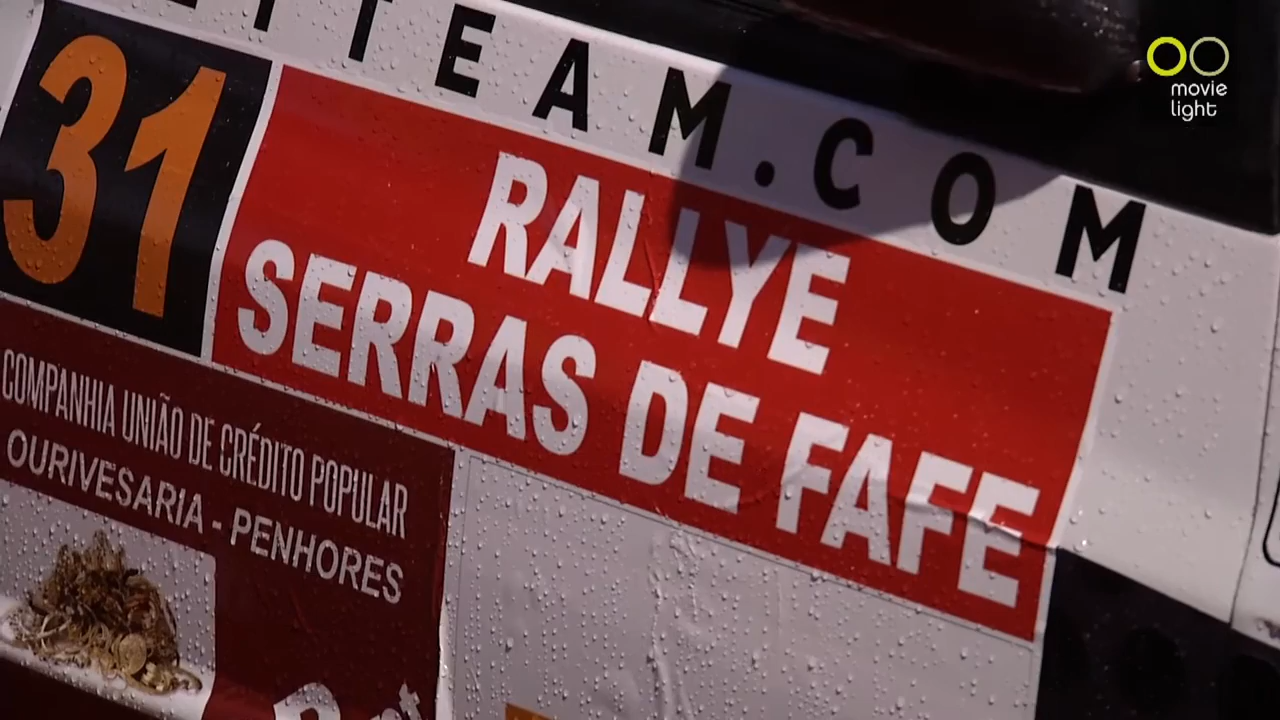 TEAM.COM
31
RALLYE
SERRAS DE FAFE
COMPANHIA UNIÃO DE CRÉDITO POPULAR
OURIVESARIA - PENHORES
movie
light